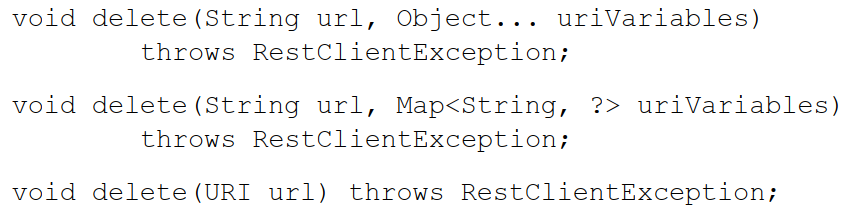 void delete(String url, Object... uriVariables)
throws RestClientException;
void delete(String url, Map<String, ?> uriVariables)
throws RestClientException;
void delete(URI url) throws RestClientException;